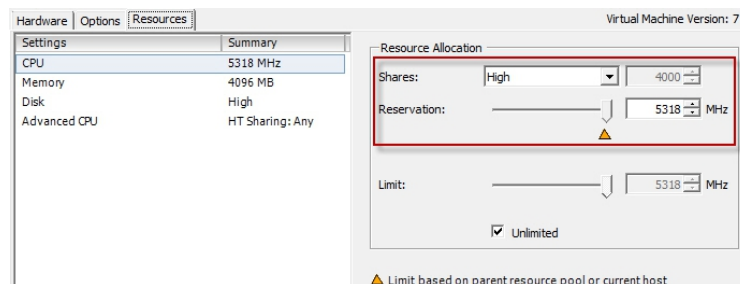 Hardware Options Resources Virtual Machine Version: 7
Settings Summary
CPU 5318 MHz
Memory 4096 MB
Disk High
Advanced CPU HT Sharing: Any
Resource Allocation
Shares: High 4000
Reservation: 5318 MHz
Limit: 5318 MHz
Unlimited
Limit based on parent resource pool or current host